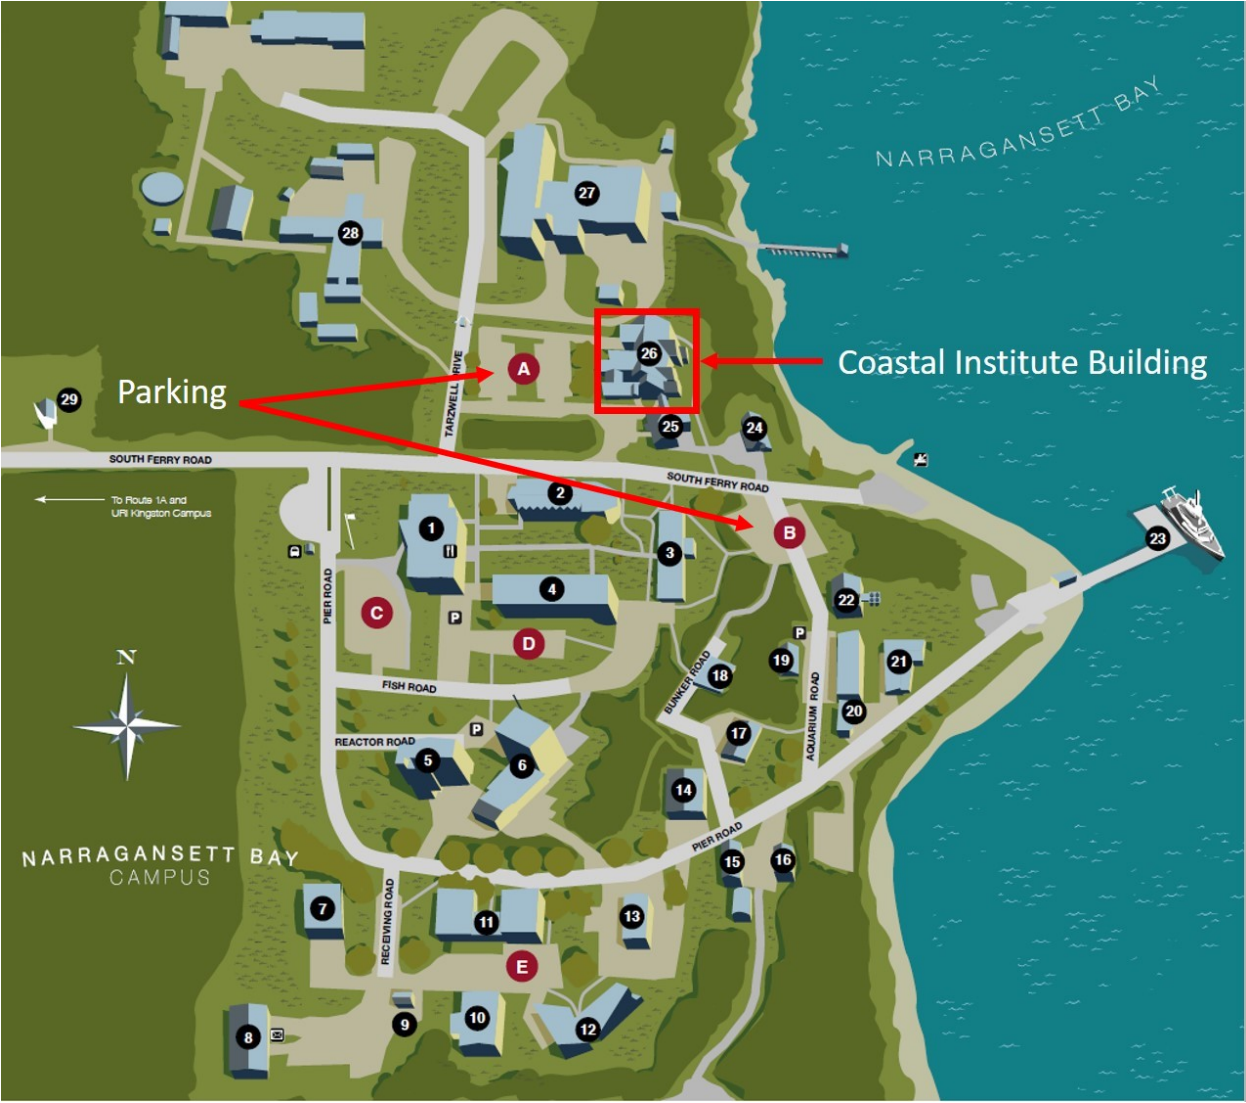 NARRAGANSETT BAY
27
28
26
Coastal Institute Building
A
Parking
29
TARZWELL DRIVE
25
24
SOUTH FERRY ROAD
SOUTH FERRY ROAD
To Route 1A and
URI Kingston Campus
2
1
B
3
23
4
PIER ROAD
C
P
D
P
22
19
21
18
FISH ROAD
BUNKER ROAD
AQUARIUM ROAD
20
N
P
REACTOR ROAD
17
5
6
14
PIER ROAD
NARRAGANSETT BAY
CAMPUS
15
16
RECEIVING ROAD
7
11
13
E
8
9
10
12